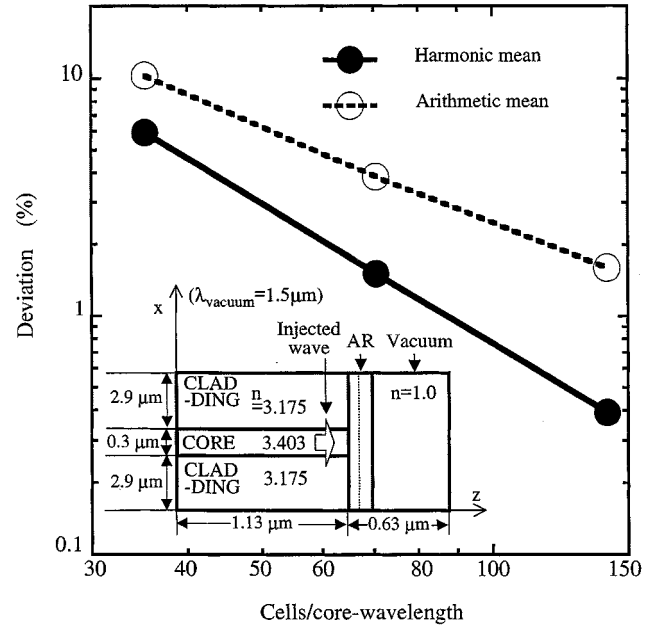 Harmonic mean
Arithmetic mean
Deviation (%)
10
1
0.1
30
40
60
80
100
150
Cells/core-wavelength
x
(λvacuum=1.5μm)
Injected
wave
AR
Vacuum
CLAD
-DING
n
=3.175
n=1.0
2.9 μm
0.3 μm
CORE
3.403
2.9 μm
CLAD
-DING
3.175
z
1.13 μm
0.63 μm